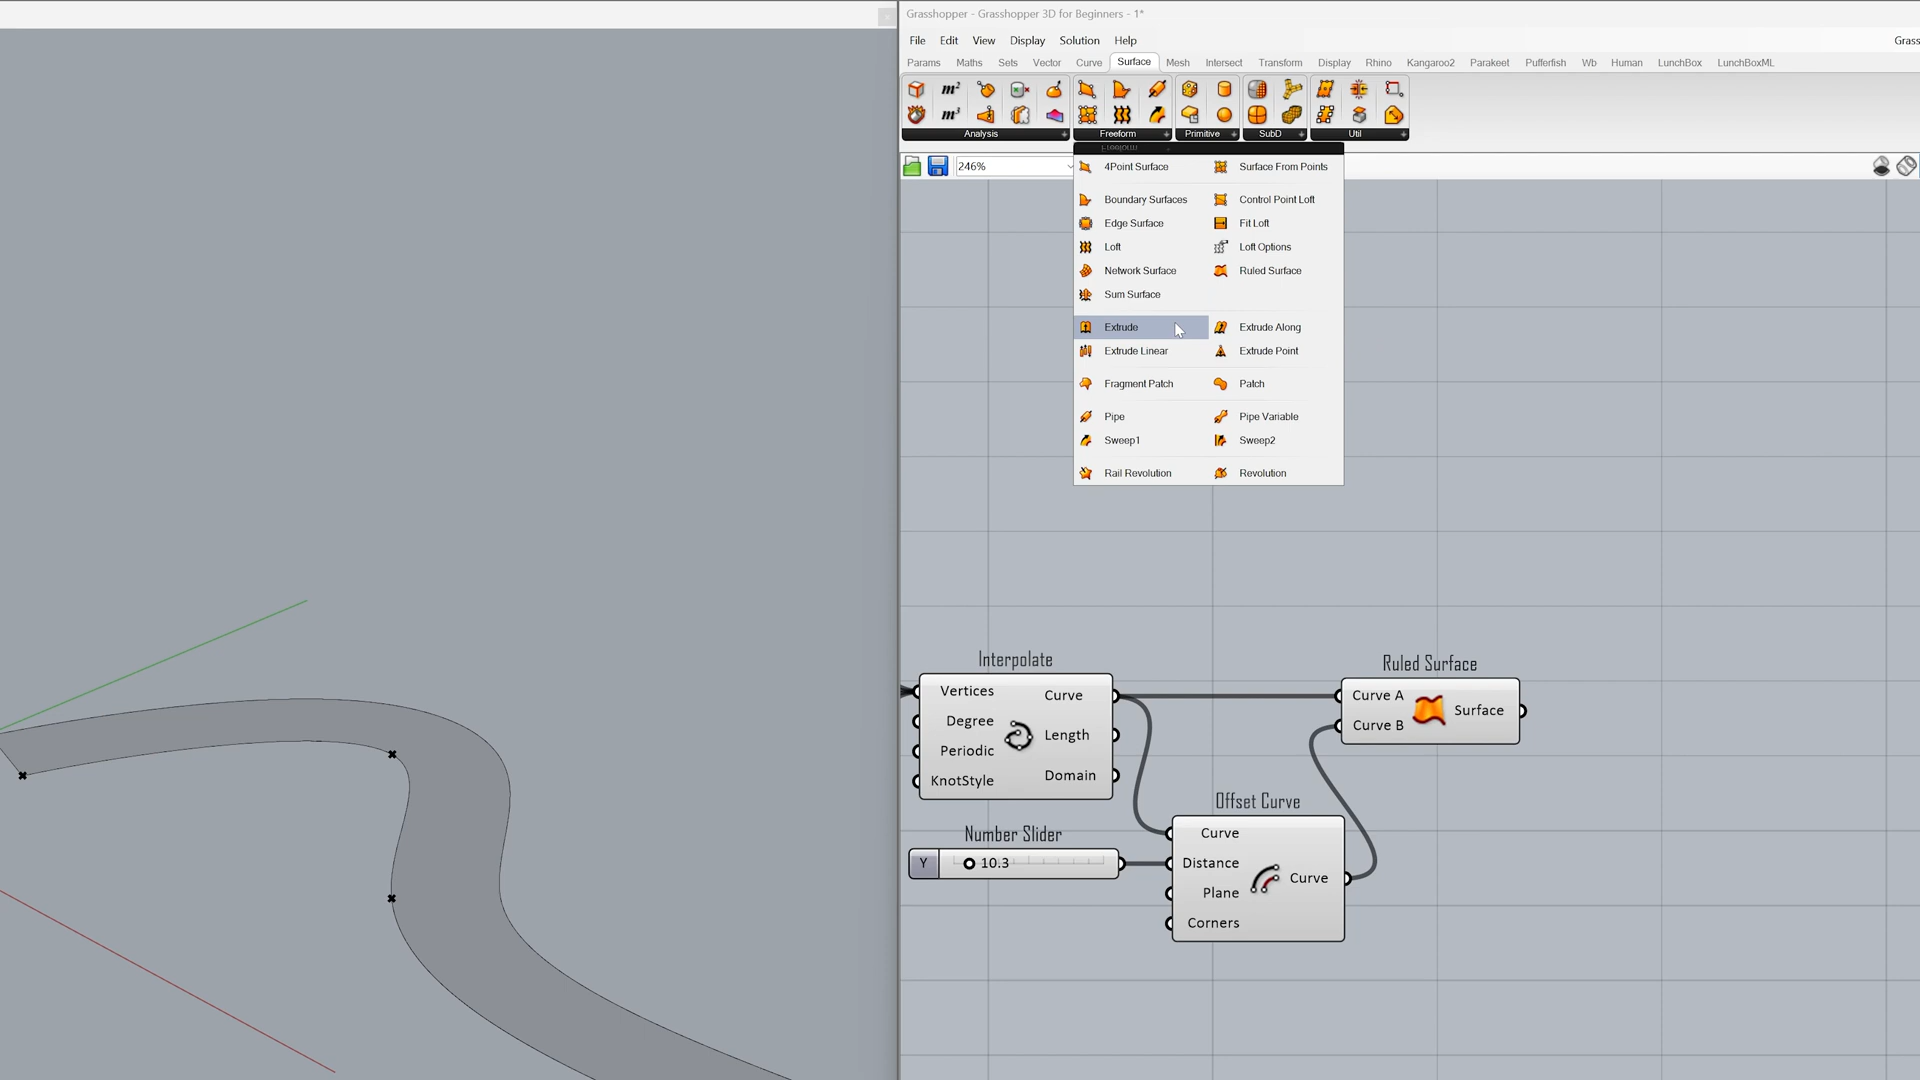 Grasshopper - Grasshopper 3D for Beginners - 1*
File Edit View Display Solution Help
Grass
Params Maths Sets Vector Curve Surface Mesh Intersect Transform Display Rhino Kangaroo2 Parakeet Pufferfish Wb Human LunchBox LunchBoxML
m²
m³
Analysis Freeform Primitive SubD Util
Freeform
246%
4Point Surface Surface From Points
Boundary Surfaces Control Point Loft
Edge Surface Fit Loft
Loft Loft Options
Network Surface Ruled Surface
Sum Surface
Extrude Extrude Along
Extrude Linear Extrude Point
Fragment Patch Patch
Pipe Pipe Variable
Sweep1 Sweep2
Rail Revolution Revolution
Interpolate
Vertices
Degree
Periodic
KnotStyle
Curve
Length
Domain
Ruled Surface
Curve A
Curve B
Surface
Number Slider
Y 10.3
Offset Curve
Curve
Distance
Plane
Corners
Curve